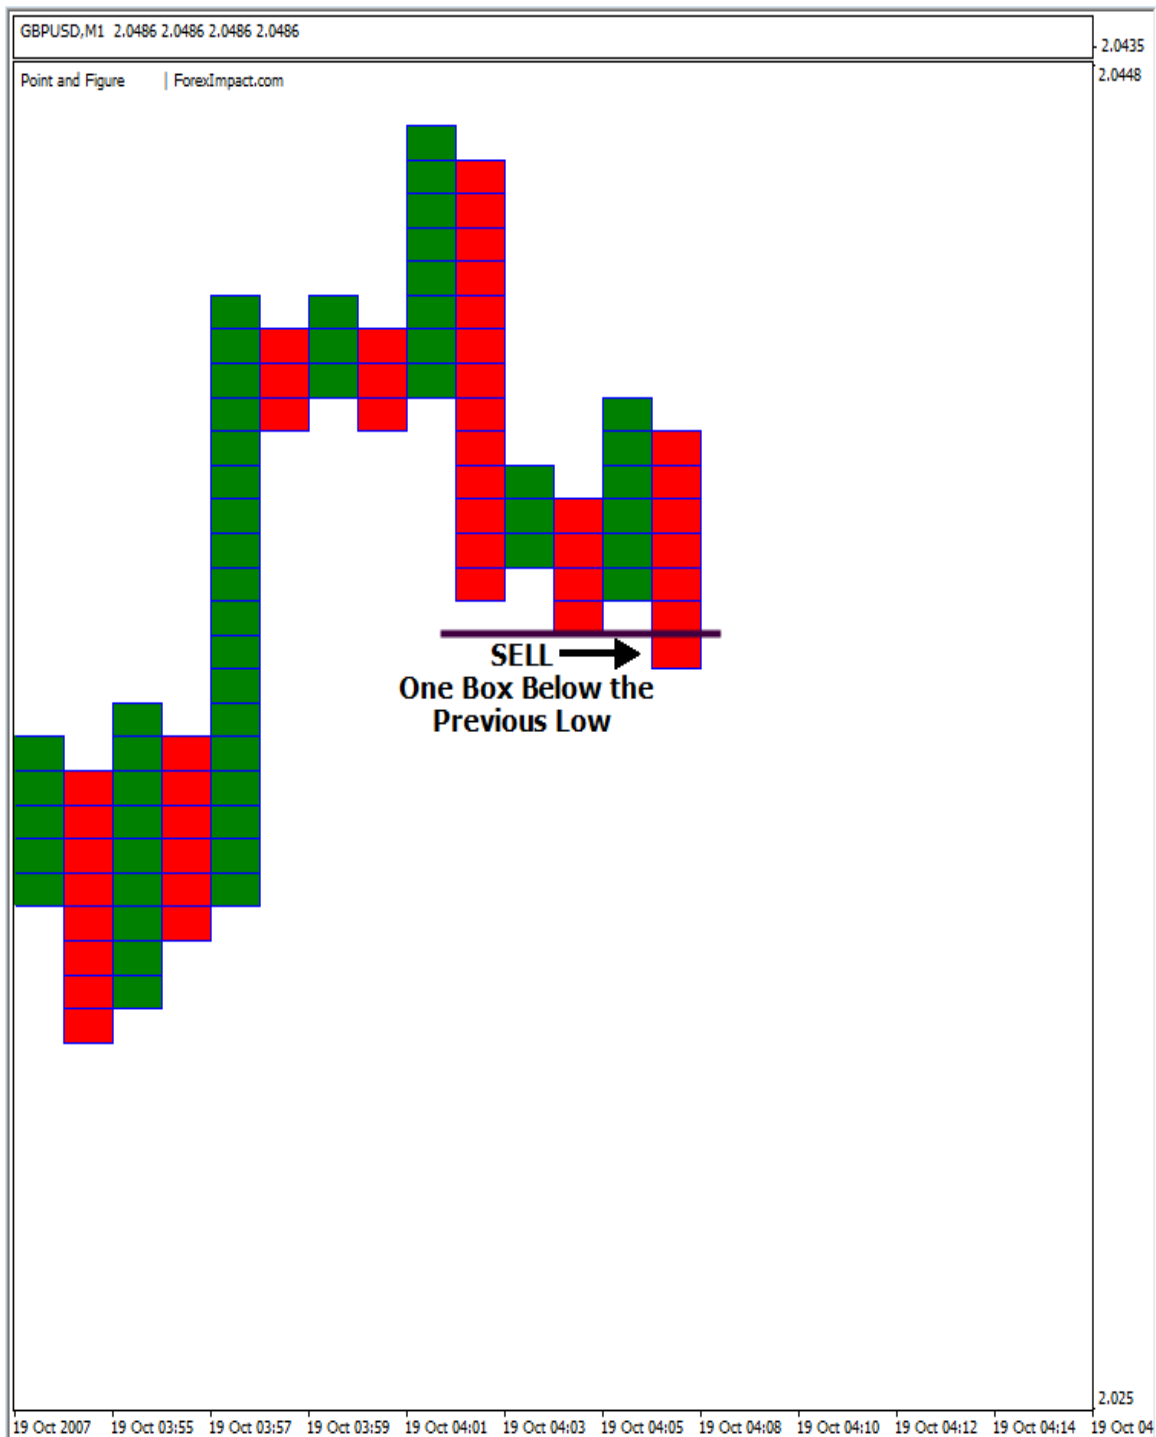 GBPUSD,M1 2.0486 2.0486 2.0486 2.0486
2.0435
2.0448
Point and Figure | ForexImpact.com
SELL
One Box Below the
Previous Low
2.025
19 Oct 2007 19 Oct 03:55 19 Oct 03:57 19 Oct 03:59 19 Oct 04:01 19 Oct 04:03 19 Oct 04:05 19 Oct 04:08 19 Oct 04:10 19 Oct 04:12 19 Oct 04:14 19 Oct 04